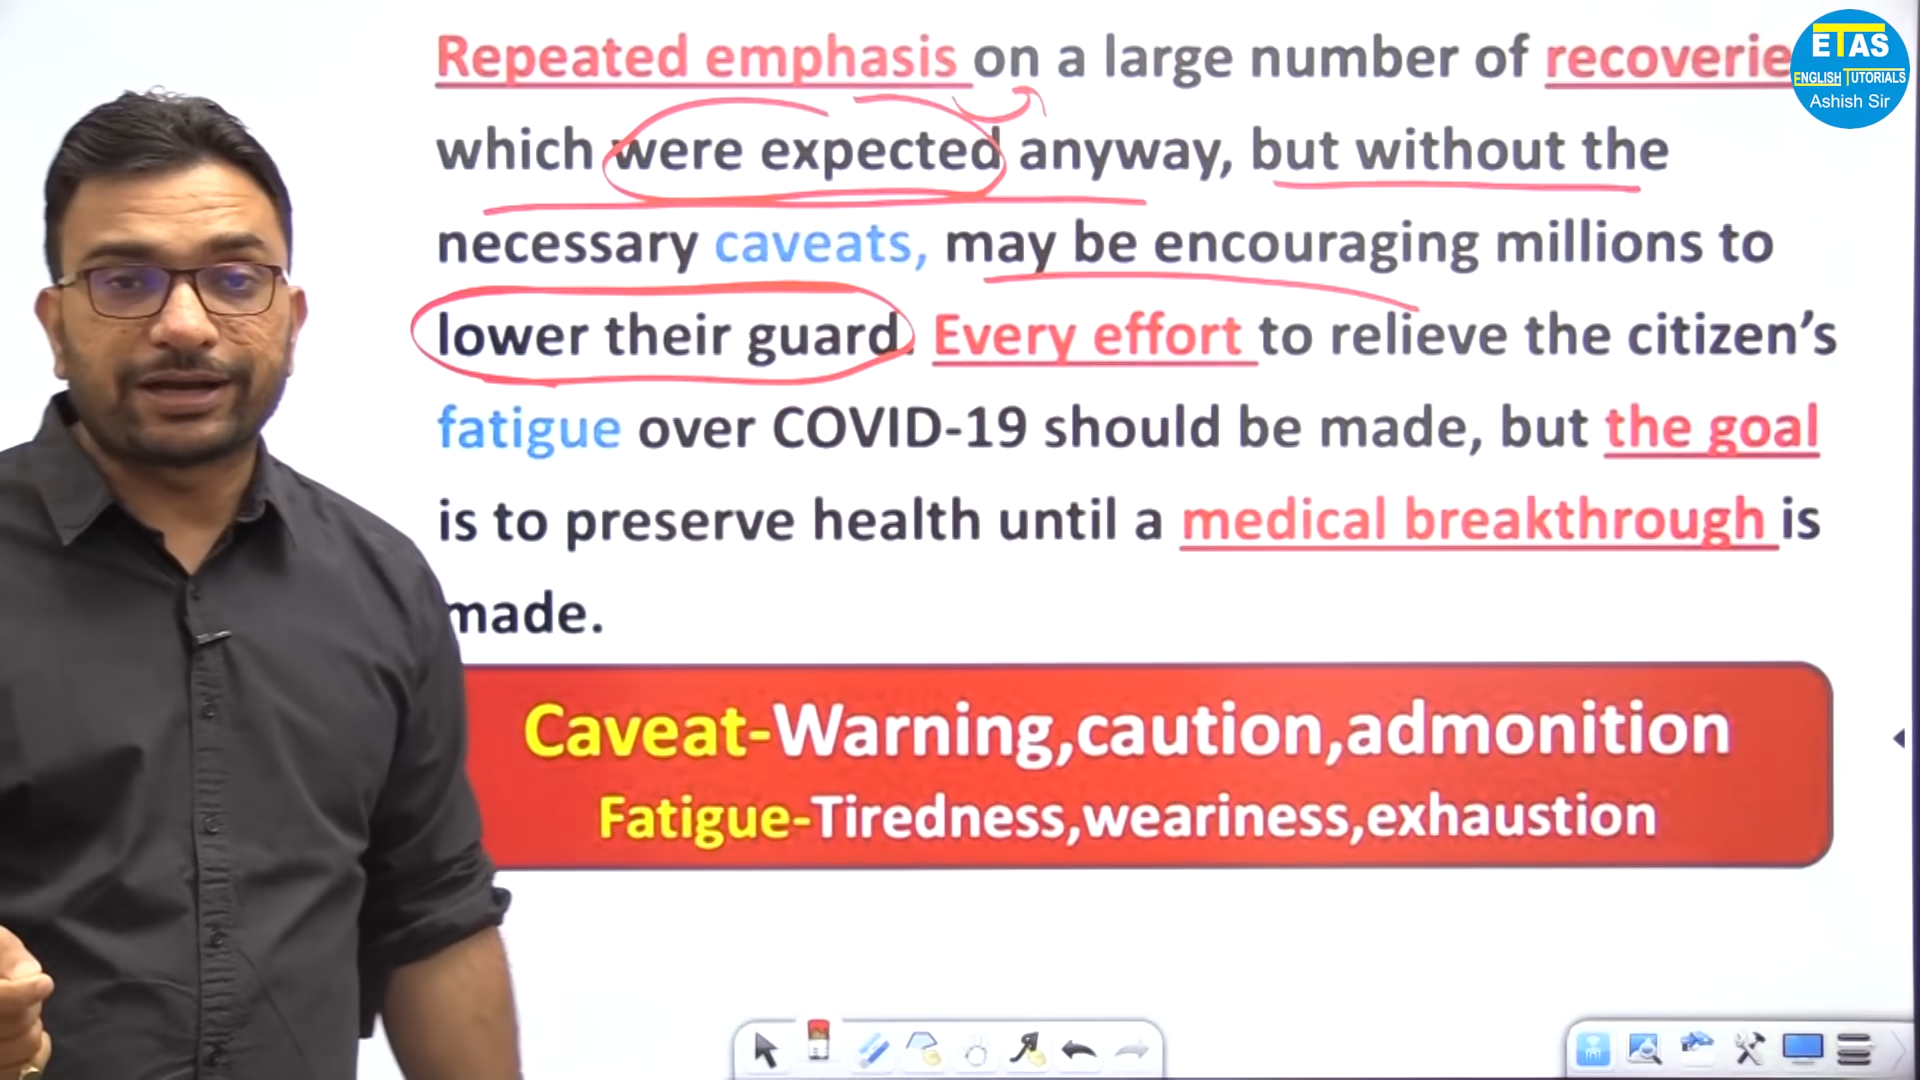 Repeated emphasis on a large number of recoverie
which were expected anyway, but without the
necessary caveats, may be encouraging millions to
lower their guard. Every effort to relieve the citizen’s
fatigue over COVID-19 should be made, but the goal
is to preserve health until a medical breakthrough is
made.
Caveat-Warning,caution,admonition
Fatigue-Tiredness,weariness,exhaustion
ETAS
ENGLISH TUTORIALS
Ashish Sir